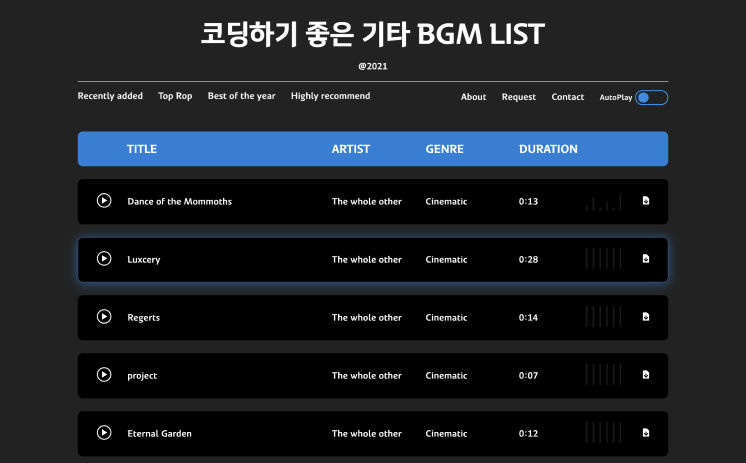 코딩하기 좋은 기타 BGM LIST
@2021
Recently added Top Rop Best of the year Highly recommend About Request Contact AutoPlay
TITLE ARTIST GENRE DURATION
Dance of the Mommoths The whole other Cinematic 0:13
Luxcery The whole other Cinematic 0:28
Regerts The whole other Cinematic 0:14
project The whole other Cinematic 0:07
Eternal Garden The whole other Cinematic 0:12